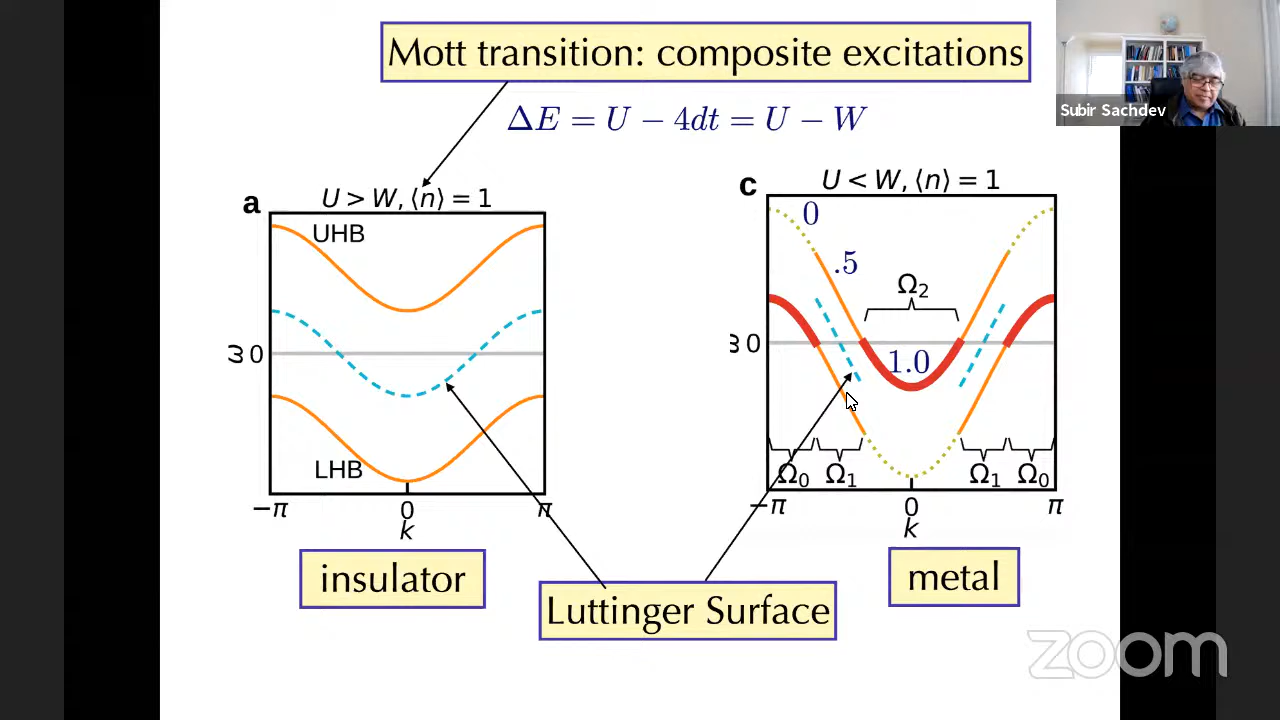 Mott transition: composite excitations
Subir Sachdev
ΔE = U − 4dt = U − W
a
U > W, ⟨n⟩ = 1
UHB
ω 0
LHB
−π 0 π
k
insulator
c
U < W, ⟨n⟩ = 1
0
.5
Ω₂
ω 0
1.0
Ω₀ Ω₁ Ω₁ Ω₀
−π 0 π
k
metal
Luttinger Surface
zoom